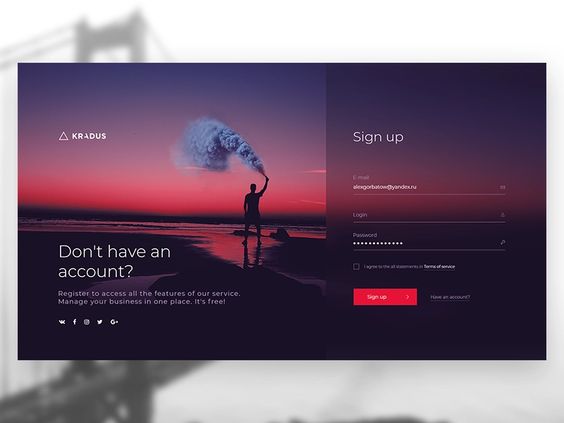 KRADUS
Don't have an
account?
Register to access all the features of our service.
Manage your business in one place. It's free!
Sign up
E-mail
alexgorbatow@yandex.ru
Login
Password
I agree to the all statements in Terms of service
Sign up
Have an account?